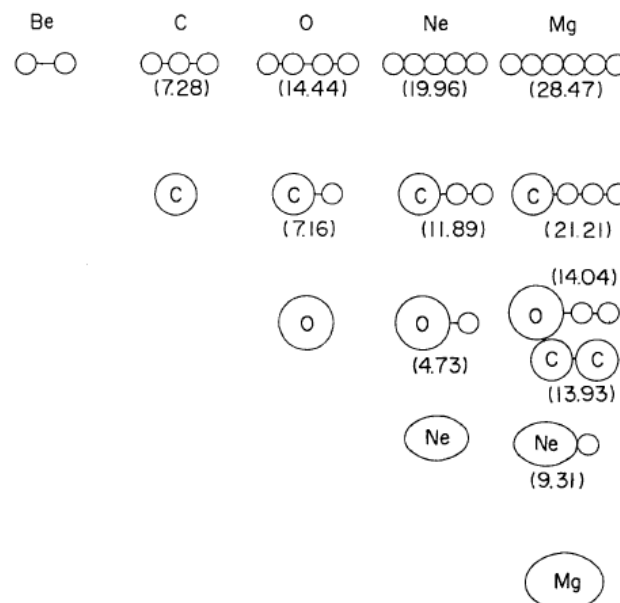 Be C O Ne Mg
(7.28) (14.44) (19.96) (28.47)
C C C C
(7.16) (11.89) (21.21)
(14.04)
O O O
C C
(4.73) (13.93)
Ne Ne
(9.31)
Mg